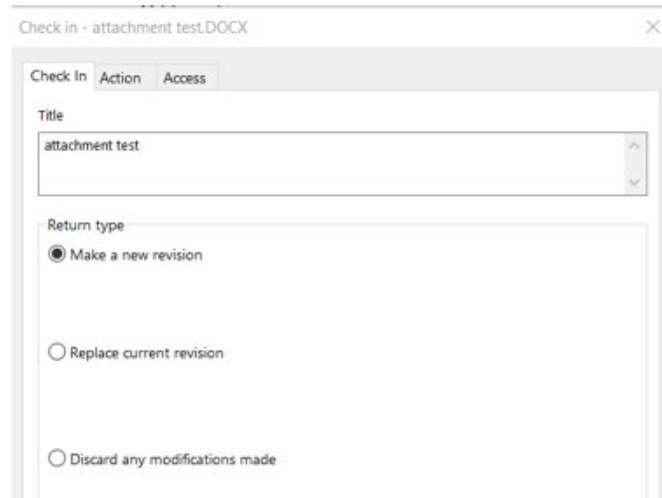 Check in - attachment test.DOCX
Check In Action Access
Title
attachment test
Return type
Make a new revision
Replace current revision
Discard any modifications made